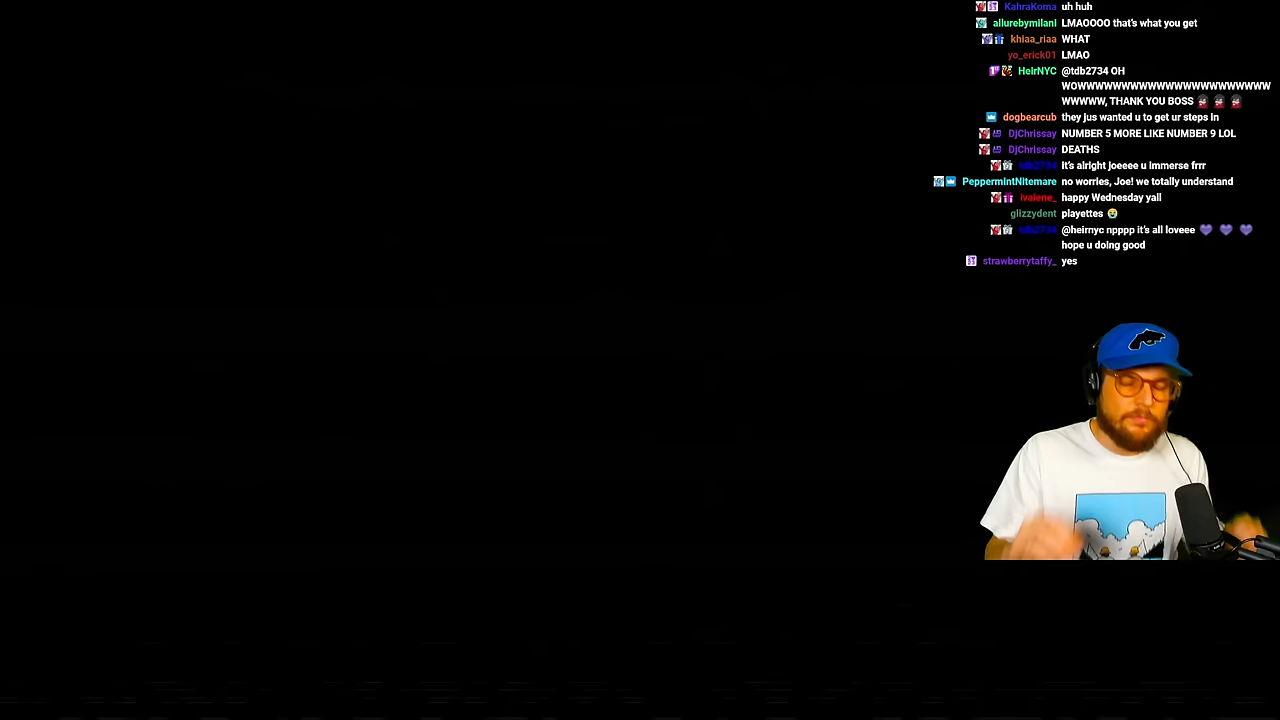 KahraKoma uh huh
allurebymilani LMAOOOO that's what you get
khiaa_riaa WHAT
yo_erick01 LMAO
HeirNYC @tdb2734 OH
WOWWWWWWWWWWWWWWWWWWWWWW
WWWWW, THANK YOU BOSS
dogbearcub they jus wanted u to get ur steps in
DjChrissay NUMBER 5 MORE LIKE NUMBER 9 LOL
DjChrissay DEATHS
tdb2734 it's alright joeeee u immerse frrr
PeppermintNitemare no worries, Joe! we totally understand
ivalene_ happy Wednesday yall
glizzydent playettes 😭
tdb2734 @heirnyc npppp it's all loveee 💜 💜 💜
hope u doing good
strawberrytaffy_ yes